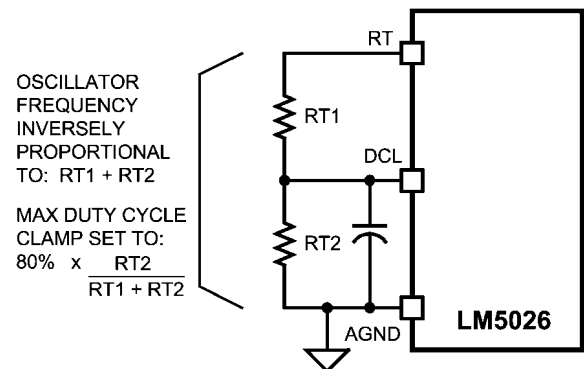 OSCILLATOR
FREQUENCY
INVERSELY
PROPORTIONAL
TO: RT1 + RT2
MAX DUTY CYCLE
CLAMP SET TO:
80% x RT2
RT1 + RT2
RT
RT1
DCL
RT2
AGND
LM5026